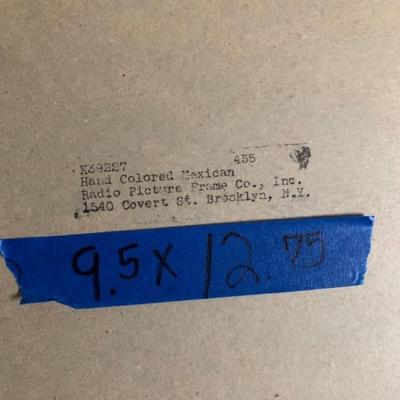 K39227 455
Hand Colored Mexican
Radio Picture Frame Co., Inc.
1540 Covert St. Brooklyn, N.Y.
9.5 x 12.75